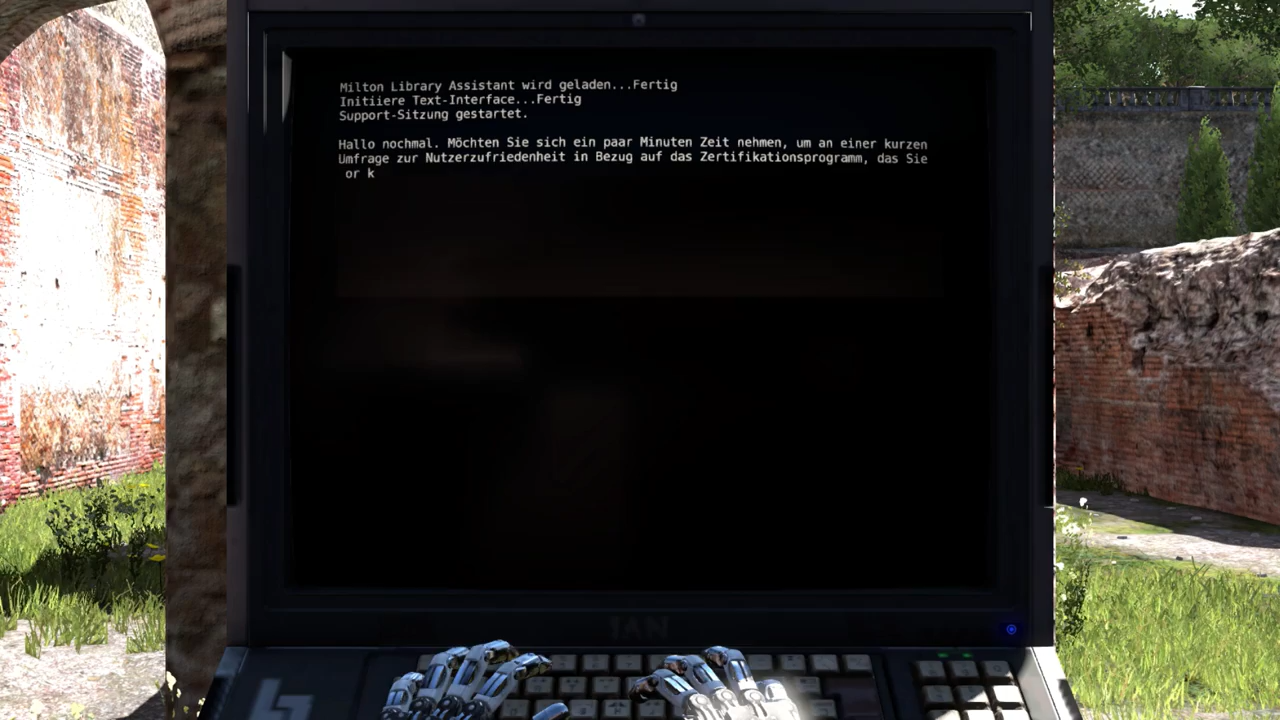 Milton Library Assistant wird geladen...Fertig
Initiiere Text-Interface...Fertig
Support-Sitzung gestartet.
Hallo nochmal. Möchten Sie sich ein paar Minuten Zeit nehmen, um an einer kurzen
Umfrage zur Nutzerzufriedenheit in Bezug auf das Zertifikationsprogramm, das Sie
or k
IAN